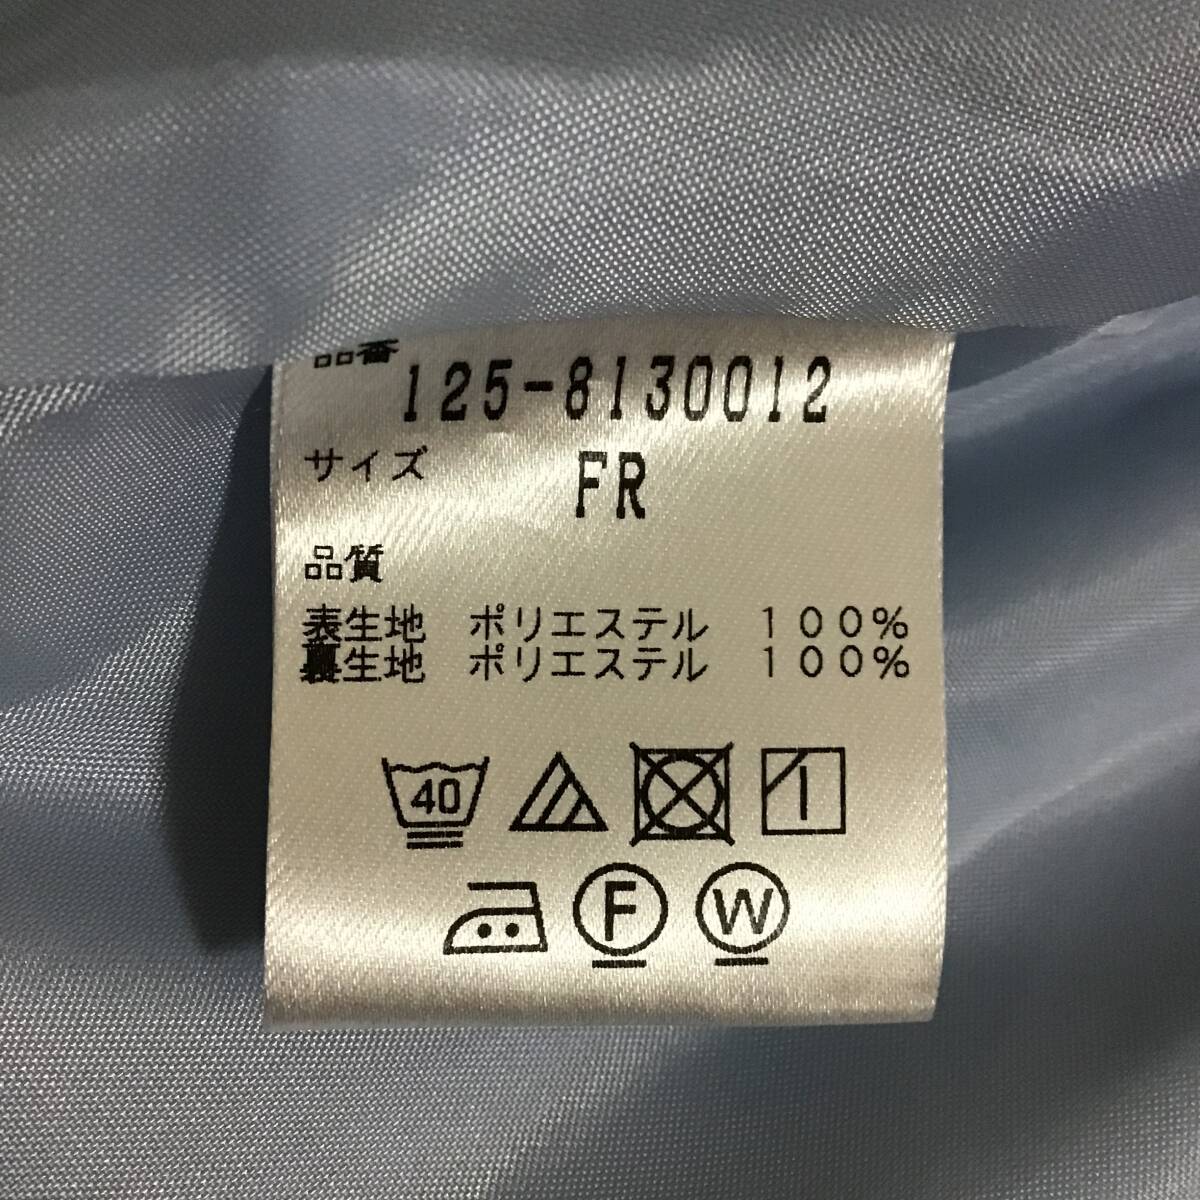 品番 125-8130012
サイズ FR
品質
表生地 ポリエステル 100%
裏生地 ポリエステル 100%
40
F W